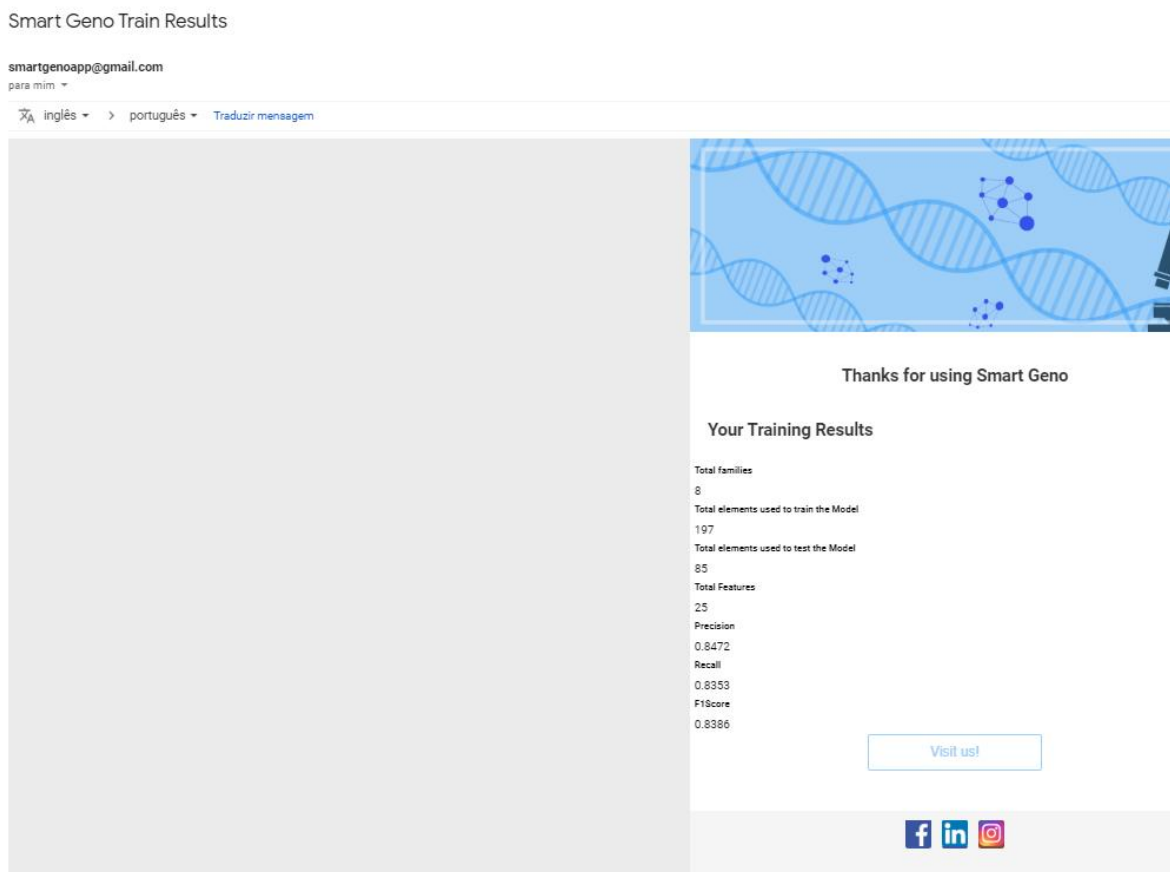 Smart Geno Train Results
smartgenoapp@gmail.com
para mim
inglês > português Traduzir mensagem
Thanks for using Smart Geno
Your Training Results
Total families
8
Total elements used to train the Model
197
Total elements used to test the Model
85
Total Features
25
Precision
0.8472
Recall
0.8353
F1Score
0.8386
Visit us!